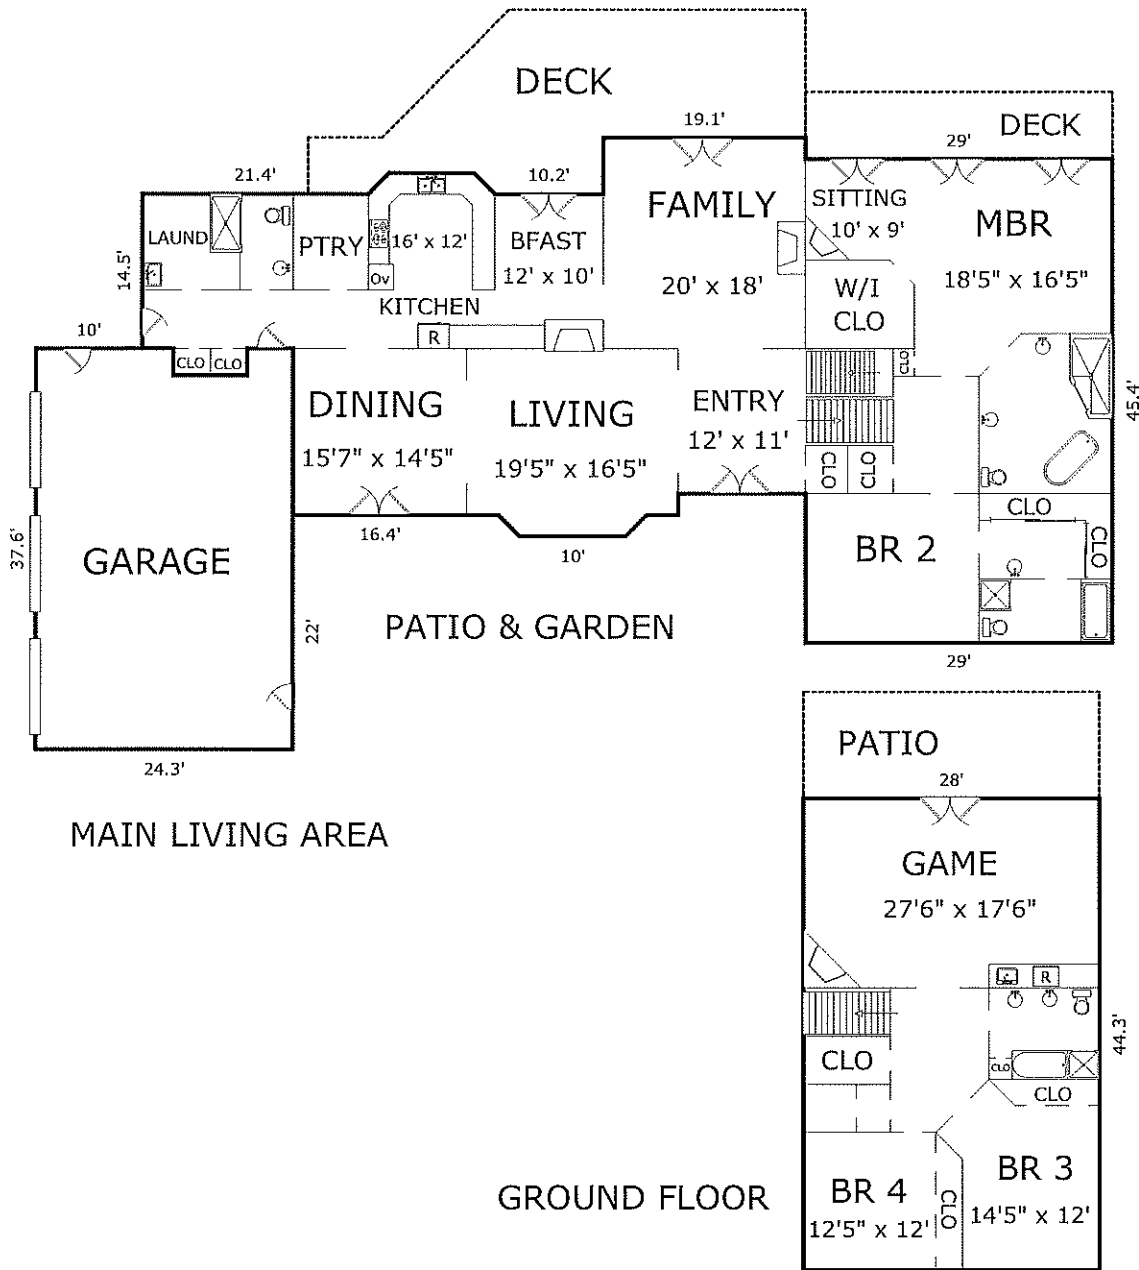 DECK
19.1'
DECK
29'
21.4'
10.2'
SITTING
10' x 9'
FAMILY
20' x 18'
MBR
18'5" x 16'5"
LAUND
PTRY
16' x 12'
BFAST
12' x 10'
Ov
14.5'
KITCHEN
R
W/I
CLO
10'
CLO
CLO
CLO
DINING
15'7" x 14'5"
LIVING
19'5" x 16'5"
ENTRY
12' x 11'
CLO
CLO
45.4'
16.4'
10'
CLO
CLO
37.6'
GARAGE
BR 2
22'
PATIO & GARDEN
29'
24.3'
MAIN LIVING AREA
PATIO
28'
GAME
27'6" x 17'6"
R
44.3'
CLO
CLO
CLO
BR 4
12'5" x 12'
CLO
BR 3
14'5" x 12'
GROUND FLOOR